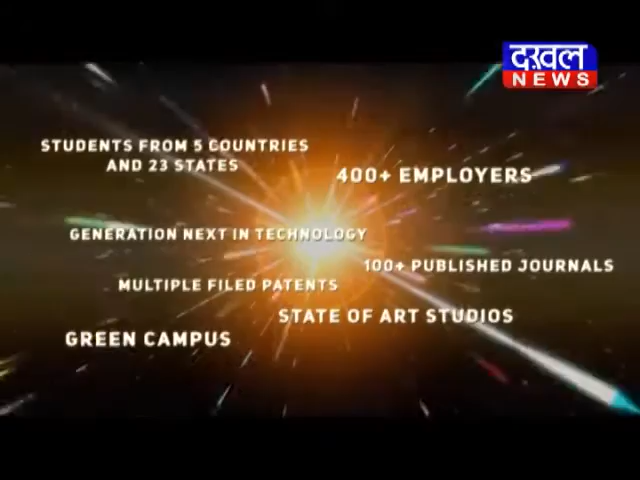 दख़ल
NEWS
STUDENTS FROM 5 COUNTRIES
AND 23 STATES
400+ EMPLOYERS
GENERATION NEXT IN TECHNOLOGY
100+ PUBLISHED JOURNALS
MULTIPLE FILED PATENTS
STATE OF ART STUDIOS
GREEN CAMPUS